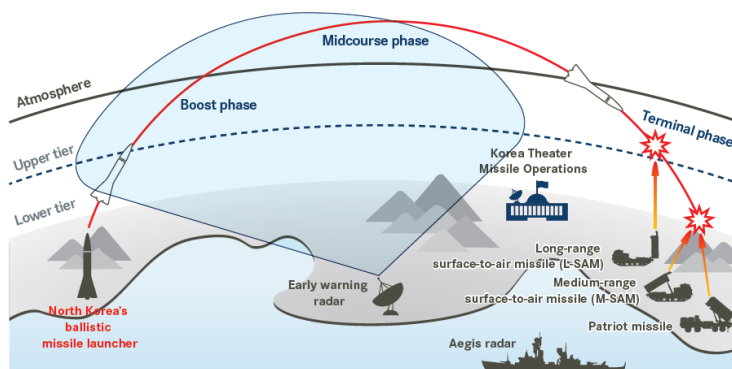 Midcourse phase
Atmosphere
Boost phase
Terminal phase
Upper tier
Korea Theater
Missile Operations
Lower tier
Long-range
surface-to-air missile (L-SAM)
Early warning
radar
Medium-range
surface-to-air missile (M-SAM)
North Korea's
ballistic
missile launcher
Patriot missile
Aegis radar